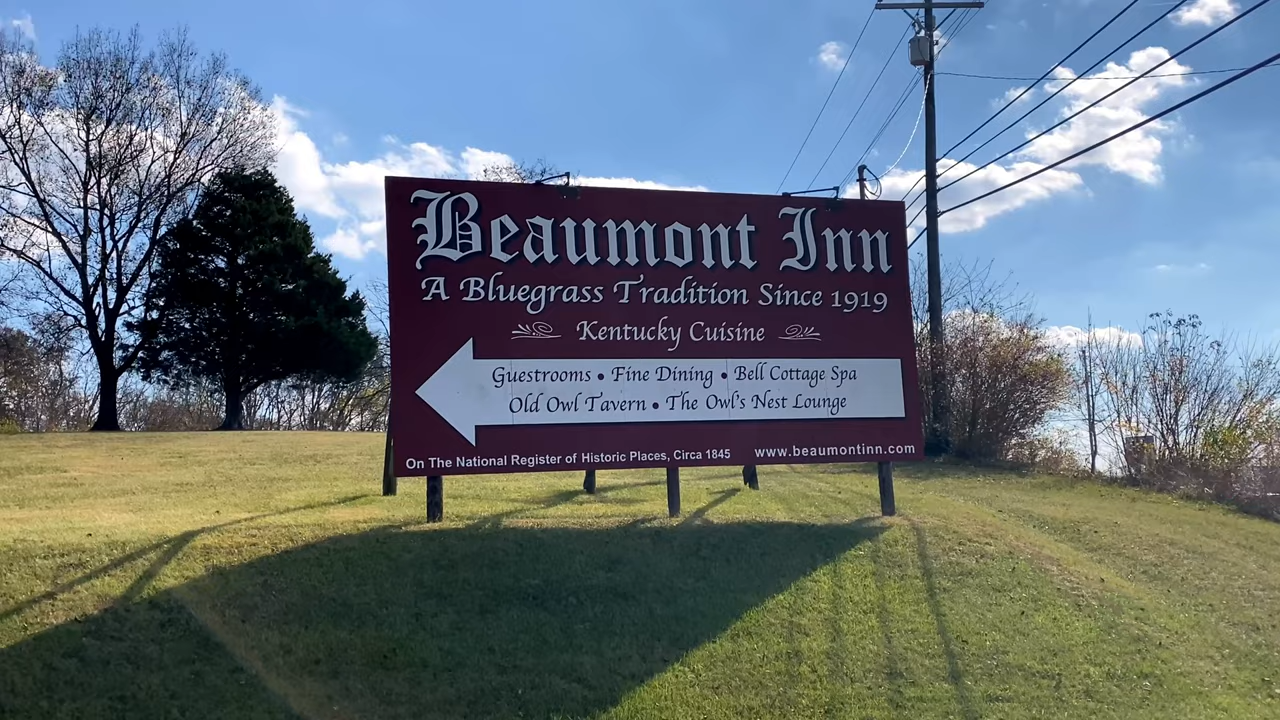 Beaumont Inn
A Bluegrass Tradition Since 1919
Kentucky Cuisine
Guestrooms • Fine Dining • Bell Cottage Spa
Old Owl Tavern • The Owl's Nest Lounge
On The National Register of Historic Places, Circa 1845 www.beaumontinn.com